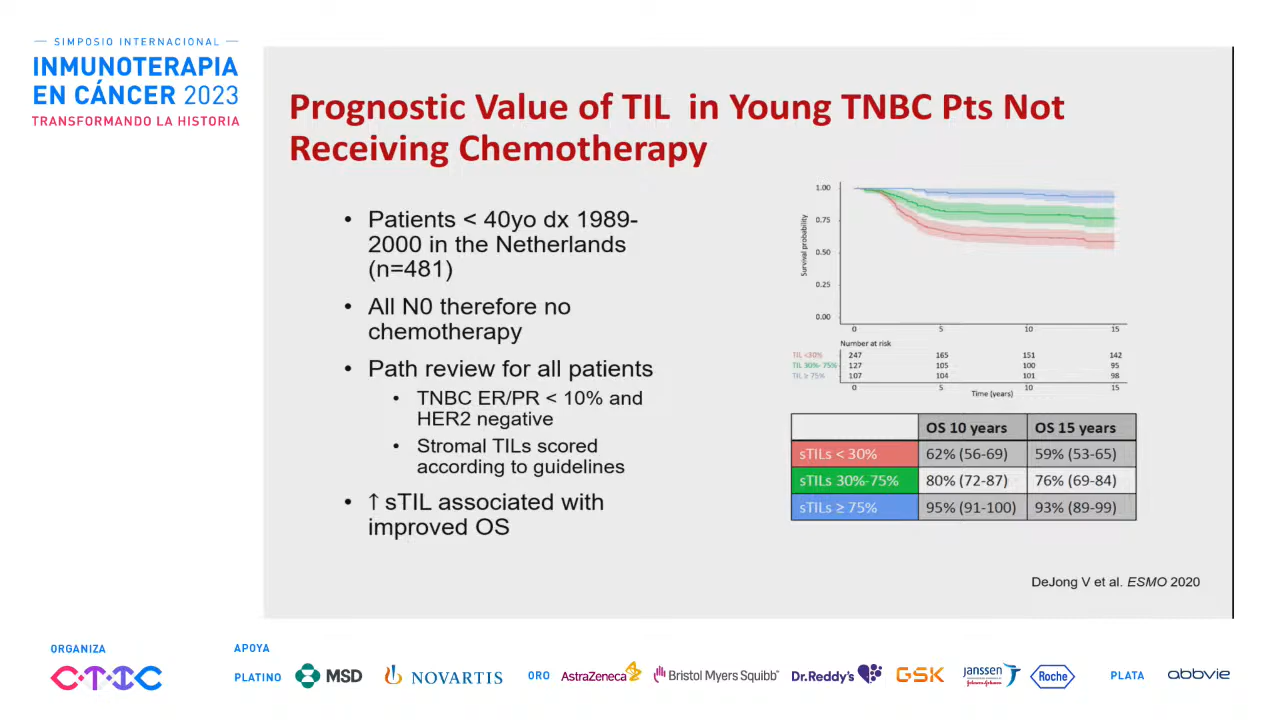 SIMPOSIO INTERNACIONAL
INMUNOTERAPIA
EN CÁNCER 2023
TRANSFORMANDO LA HISTORIA
Prognostic Value of TIL in Young TNBC Pts Not
Receiving Chemotherapy
• Patients < 40yo dx 1989-
2000 in the Netherlands
(n=481)
• All N0 therefore no
chemotherapy
• Path review for all patients
• TNBC ER/PR < 10% and
HER2 negative
• Stromal TILs scored
according to guidelines
• ↑ sTIL associated with
improved OS
Survival probability
1.00
0.75
0.50
0.25
0.00
0 5 10 15
Number at risk
TIL <30% 247 165 151 142
TIL 30%-75% 127 105 100 95
TIL ≥ 75% 107 104 101 98
0 5 10 15
Time (years)
OS 10 years OS 15 years
sTILs < 30% 62% (56-69) 59% (53-65)
sTILs 30%-75% 80% (72-87) 76% (69-84)
sTILs ≥ 75% 95% (91-100) 93% (89-99)
DeJong V et al. ESMO 2020
ORGANIZA
CTIC
APOYA
PLATINO MSD NOVARTIS ORO AstraZeneca Bristol Myers Squibb Dr.Reddy's GSK Janssen Johnson-Johnson Roche PLATA abbvie